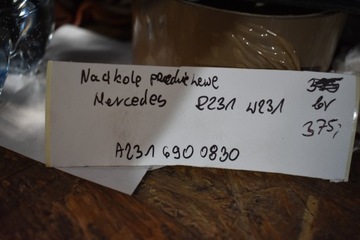 Nadkole przednie lewe
Mercedes R231 W231 br
375,-
A231 690 0830